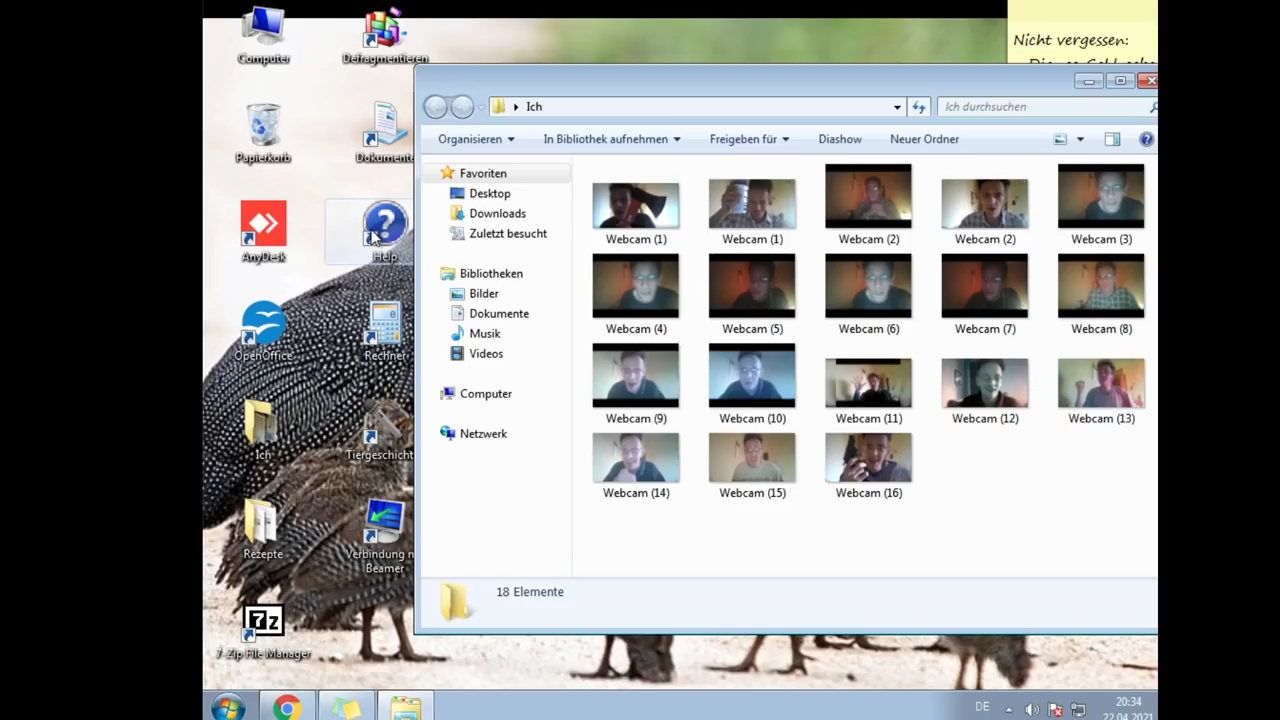 Computer
Defragmentieren
Nicht vergessen:
Papierkorb
Dokumente
AnyDesk
Help
OpenOffice
Rechner
Ich
Tiergeschicht
Rezepte
Verbindung n
Beamer
7-Zip File Manager
Ich
Ich durchsuchen
Organisieren
In Bibliothek aufnehmen
Freigeben für
Diashow
Neuer Ordner
Favoriten
Desktop
Downloads
Zuletzt besucht
Bibliotheken
Bilder
Dokumente
Musik
Videos
Computer
Netzwerk
Webcam (1)
Webcam (1)
Webcam (2)
Webcam (2)
Webcam (3)
Webcam (4)
Webcam (5)
Webcam (6)
Webcam (7)
Webcam (8)
Webcam (9)
Webcam (10)
Webcam (11)
Webcam (12)
Webcam (13)
Webcam (14)
Webcam (15)
Webcam (16)
18 Elemente
DE
20:34
22.04.2021